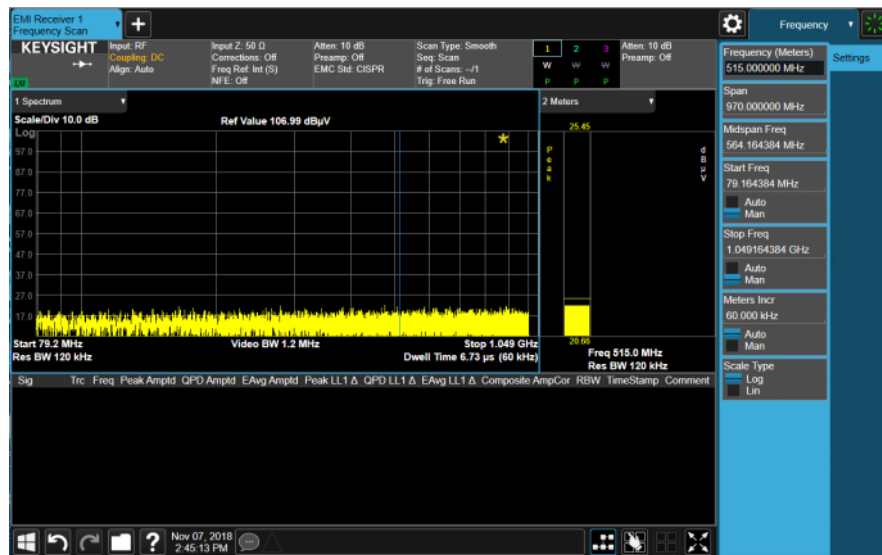 EMI Receiver 1
Frequency Scan
+
Frequency
KEYSIGHT
Input: RF
Coupling: DC
Align: Auto
Input Z: 50 Ω
Corrections: Off
Freq Ref: Int (S)
NFE: Off
Atten: 10 dB
Preamp: Off
EMC Std: CISPR
Scan Type: Smooth
Seq: Scan
# of Scans: --/1
Trig: Free Run
1 2 3
W W W
P P P
Atten: 10 dB
Preamp: Off
1 Spectrum
Scale/Div 10.0 dB
Ref Value 106.99 dBµV
Log
97.0
87.0
77.0
67.0
57.0
47.0
37.0
27.0
17.0
Start 79.2 MHz
Video BW 1.2 MHz
Stop 1.049 GHz
Res BW 120 kHz
Dwell Time 6.73 µs (60 kHz)
2 Meters
25.45
Peak
dBµV
20.66
Freq 515.0 MHz
Res BW 120 kHz
Sig Trc Freq Peak Amptd QPD Amptd EAvg Amptd Peak LL1 Δ QPD LL1 Δ EAvg LL1 Δ Composite AmpCor RBW TimeStamp Comment
Frequency (Meters)
515.000000 MHz
Settings
Span
970.000000 MHz
Midspan Freq
564.164384 MHz
Start Freq
79.164384 MHz
Auto
Man
Stop Freq
1.049164384 GHz
Auto
Man
Meters Incr
60.000 kHz
Auto
Man
Scale Type
Log
Lin
?
Nov 07, 2018
2:45:13 PM